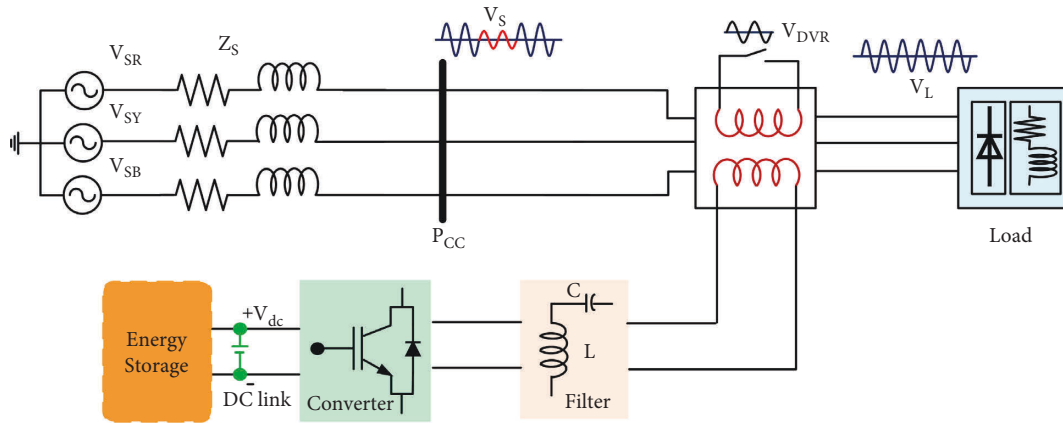 V_SR
Z_S
V_S
V_DVR
V_SY
V_L
V_SB
P_CC
Load
Energy
Storage
+V_dc
-
DC link
Converter
C
L
Filter